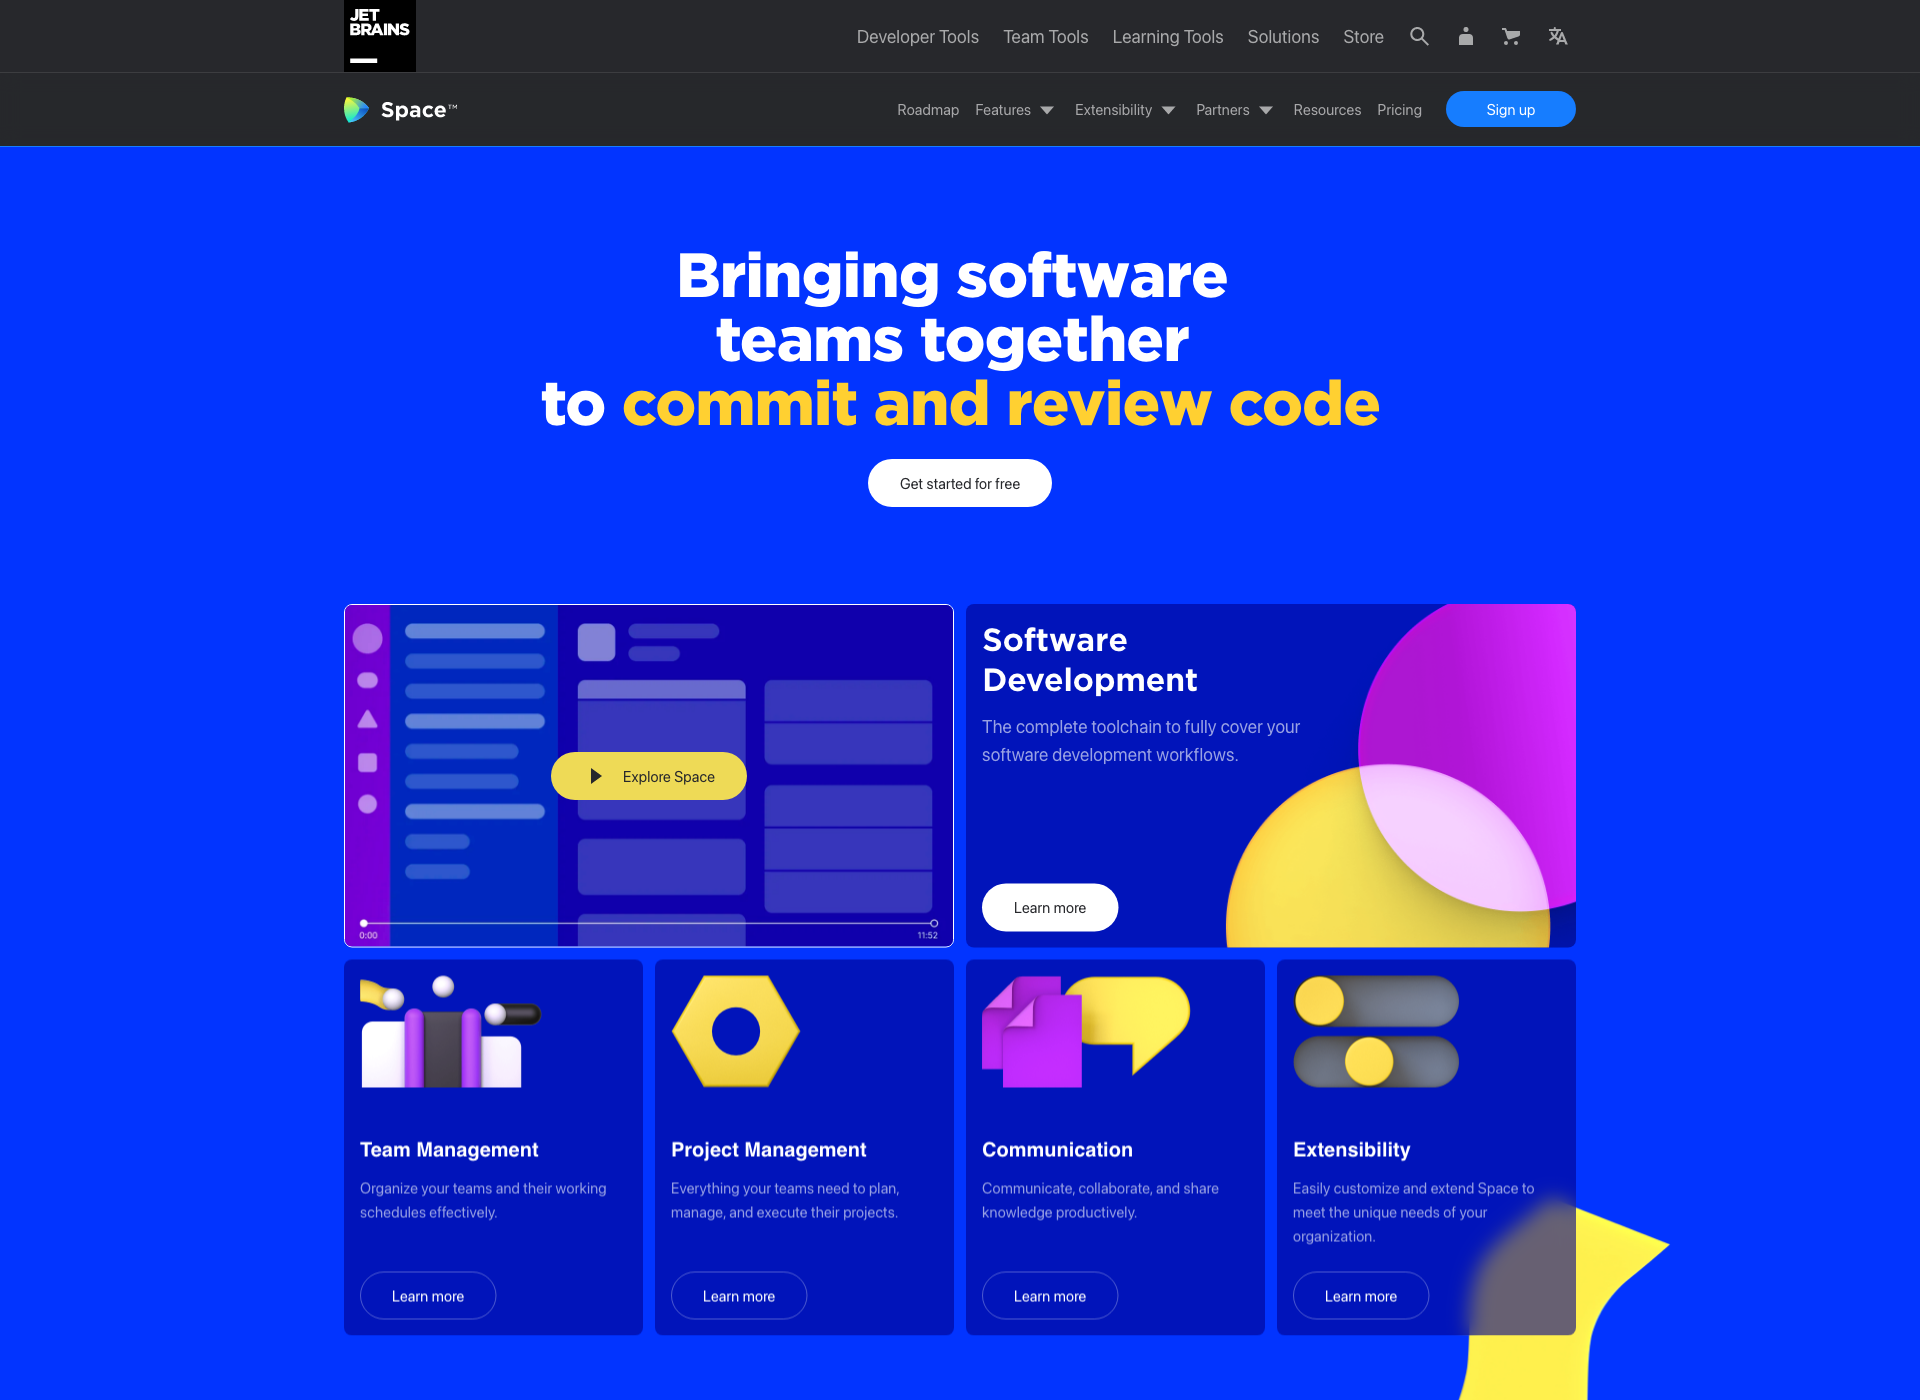 JET
BRAINS
Developer Tools Team Tools Learning Tools Solutions Store
Space™
Roadmap Features Extensibility Partners Resources Pricing Sign up
Bringing software
teams together
to commit and review code
Get started for free
Explore Space
0:00 11:52
Software
Development
The complete toolchain to fully cover your
software development workflows.
Learn more
Team Management
Organize your teams and their working
schedules effectively.
Learn more
Project Management
Everything your teams need to plan,
manage, and execute their projects.
Learn more
Communication
Communicate, collaborate, and share
knowledge productively.
Learn more
Extensibility
Easily customize and extend Space to
meet the unique needs of your
organization.
Learn more